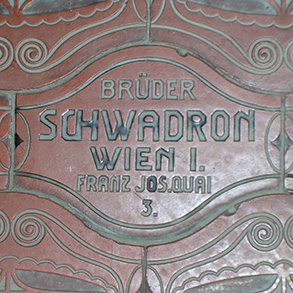 BRÜDER
SCHWADRON
WIEN I.
FRANZ JOS.QUAI
3.